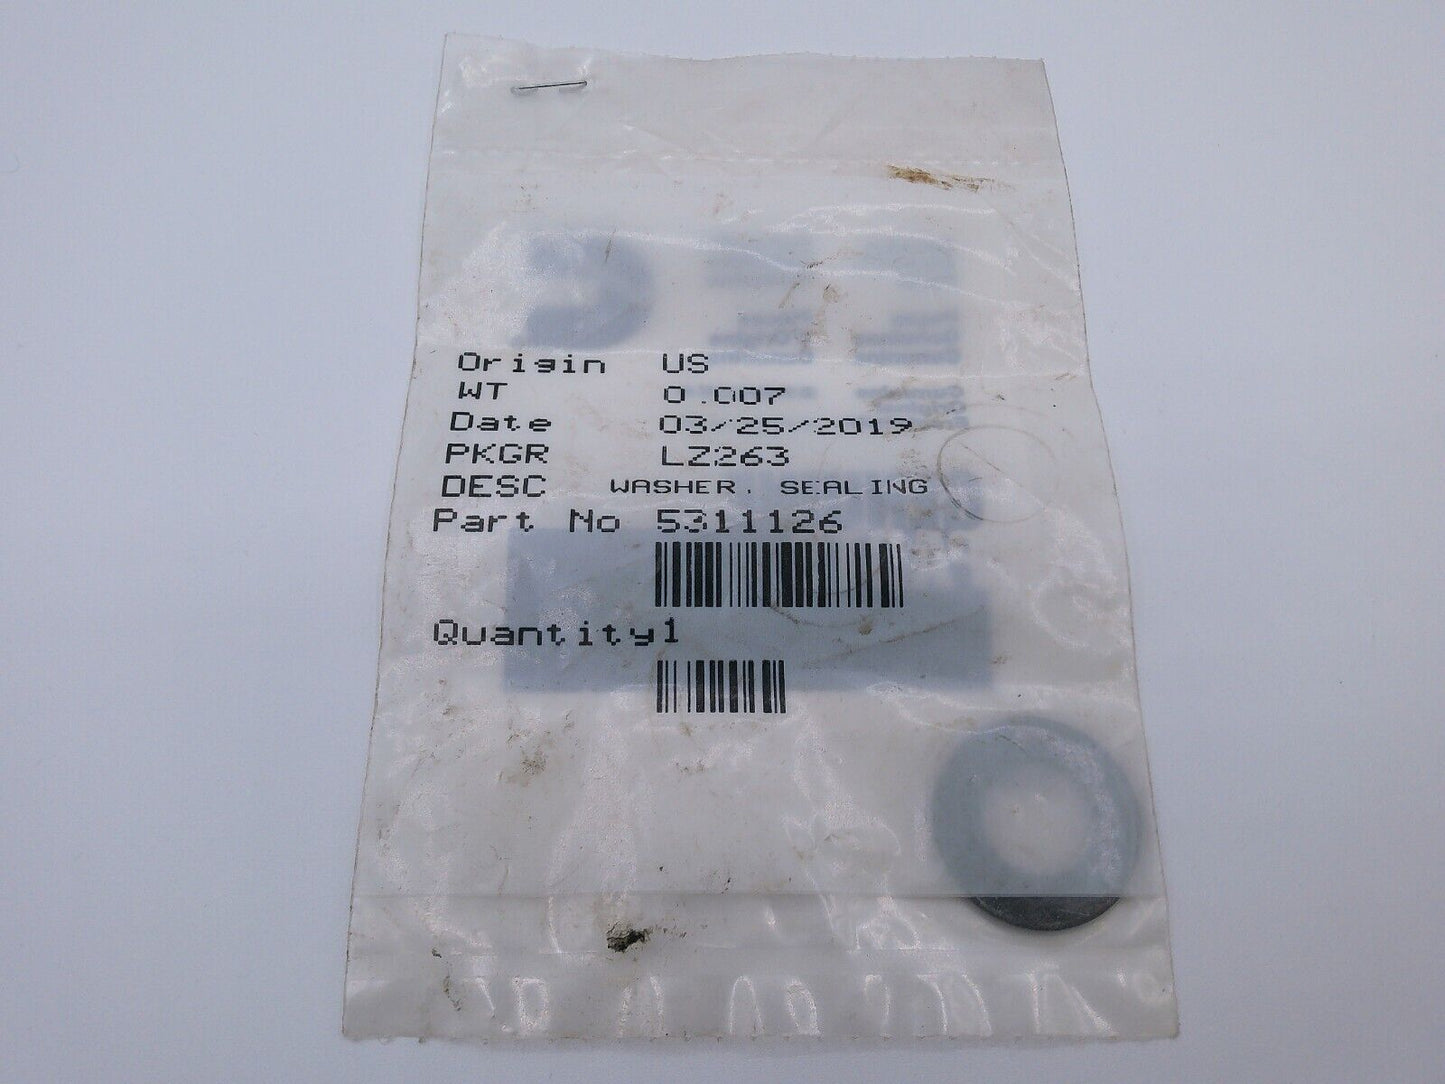 Origin US
WT 0.007
Date 03/25/2019
PKGR LZ263
DESC WASHER, SEALING
Part No 5311126
Quantity1